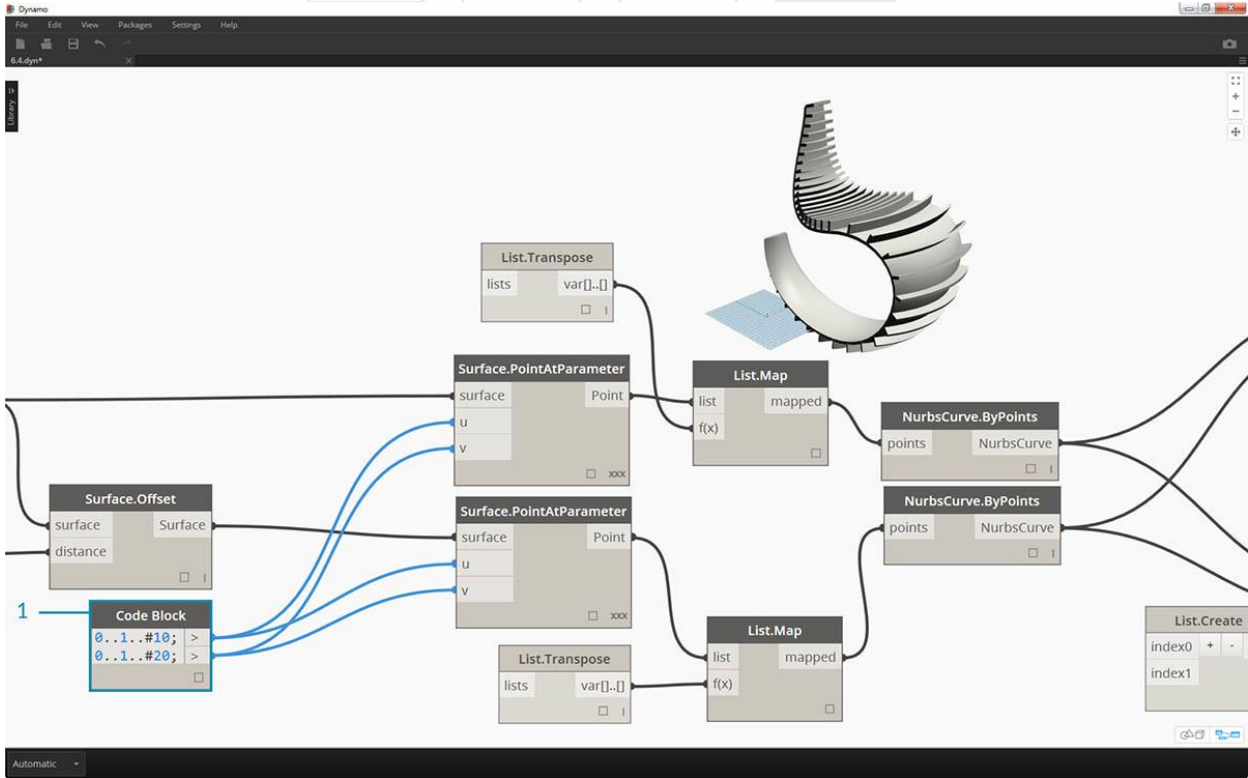 Dynamo
File Edit View Packages Settings Help
6.4.dyn*
Library
List.Transpose
lists var[]..[]
Surface.PointAtParameter
surface Point
u
v
xxx
List.Map
list mapped
f(x)
NurbsCurve.ByPoints
points NurbsCurve
Surface.Offset
surface Surface
distance
Surface.PointAtParameter
surface Point
u
v
xxx
NurbsCurve.ByPoints
points NurbsCurve
1
Code Block
0..1..#10; >
0..1..#20; >
List.Transpose
lists var[]..[]
List.Map
list mapped
f(x)
List.Create
index0 + -
index1
Automatic